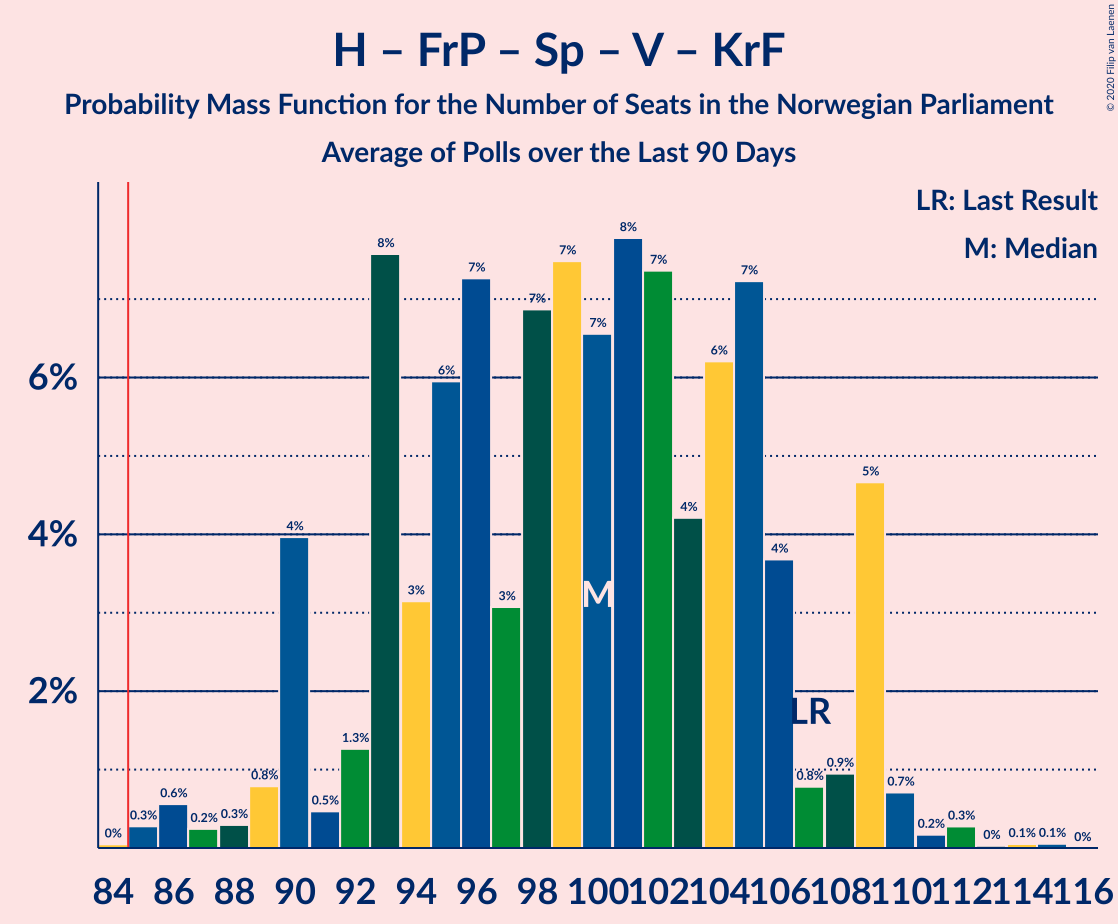 H – FrP – Sp – V – KrF
Probability Mass Function for the Number of Seats in the Norwegian Parliament
Average of Polls over the Last 90 Days
© 2020 Filip van Laenen
LR: Last Result
M: Median
6%
4%
2%
0% 0.3% 0.6% 0.2% 0.3% 0.8% 4% 0.5% 1.3% 8% 3% 6% 7% 3% 7% 7% 7% 8% 7% 4% 6% 7% 4% 0.8% 0.9% 5% 0.7% 0.2% 0.3% 0% 0.1% 0.1% 0%
M
LR
84 86 88 90 92 94 96 98 100 102 104 106 108 110 112 114 116